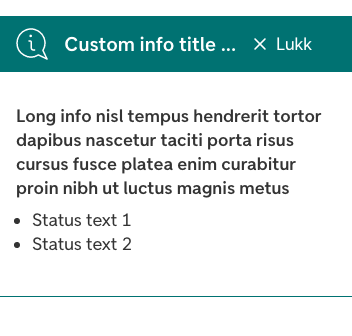 Custom info title ... Lukk
Long info nisl tempus hendrerit tortor
dapibus nascetur taciti porta risus
cursus fusce platea enim curabitur
proin nibh ut luctus magnis metus
Status text 1
Status text 2